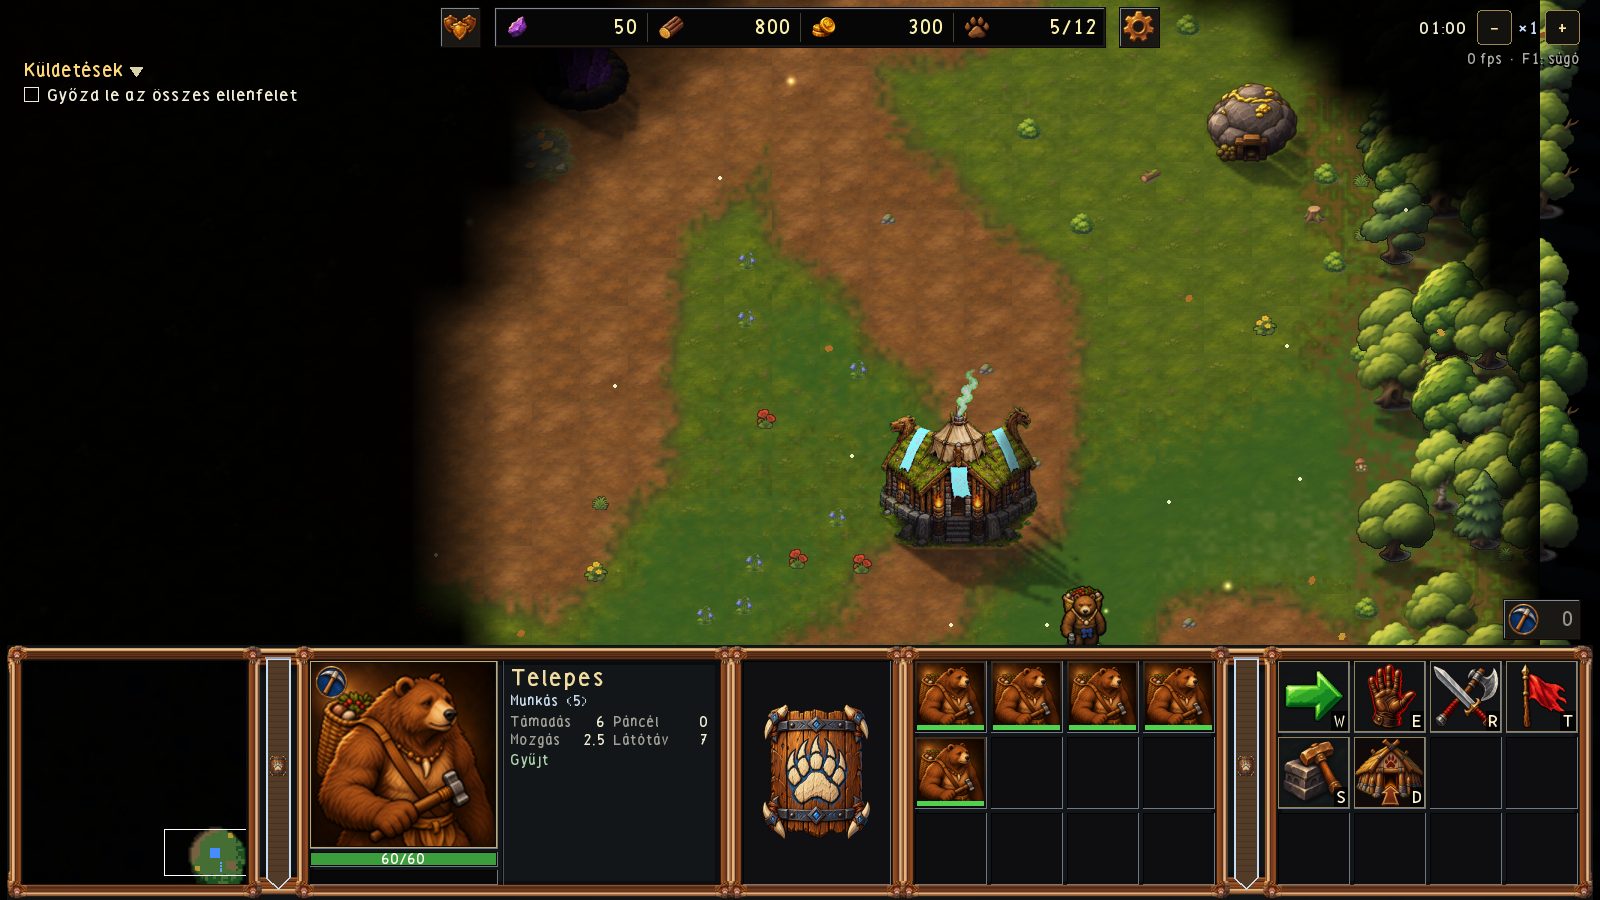 50 800 300 5/12 01:00 - ×1 +
0 fps · F1: súgó
Küldetések
Győzd le az összes ellenfelet
0
Telepes
Munkás (5)
Támadás 6 Páncél 0
Mozgás 2.5 Látótáv 7
Gyűjt
60/60
W E R T
S D